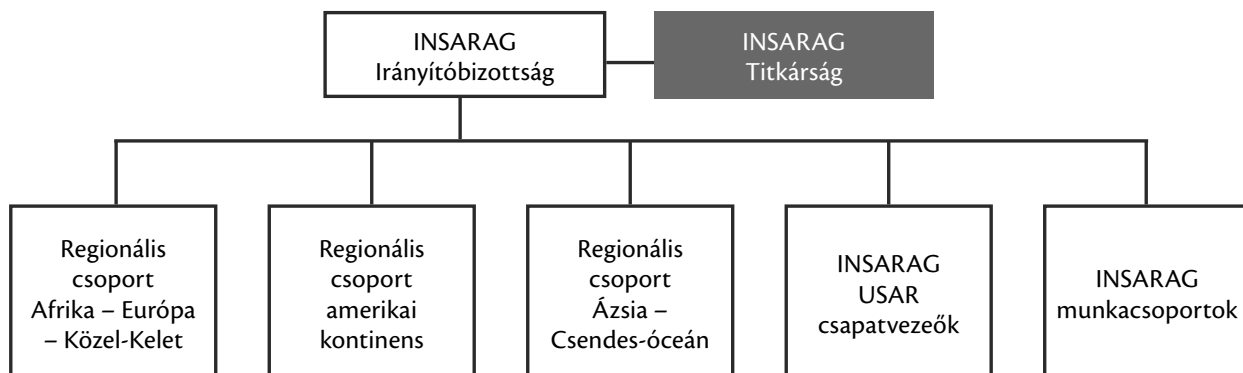 INSARAG
Irányítóbizottság
INSARAG
Titkárság
Regionális
csoport
Afrika – Európa
– Közel-Kelet
Regionális
csoport
amerikai
kontinens
Regionális
csoport
Ázsia –
Csendes-óceán
INSARAG
USAR
csapatvezeők
INSARAG
munkacsoportok